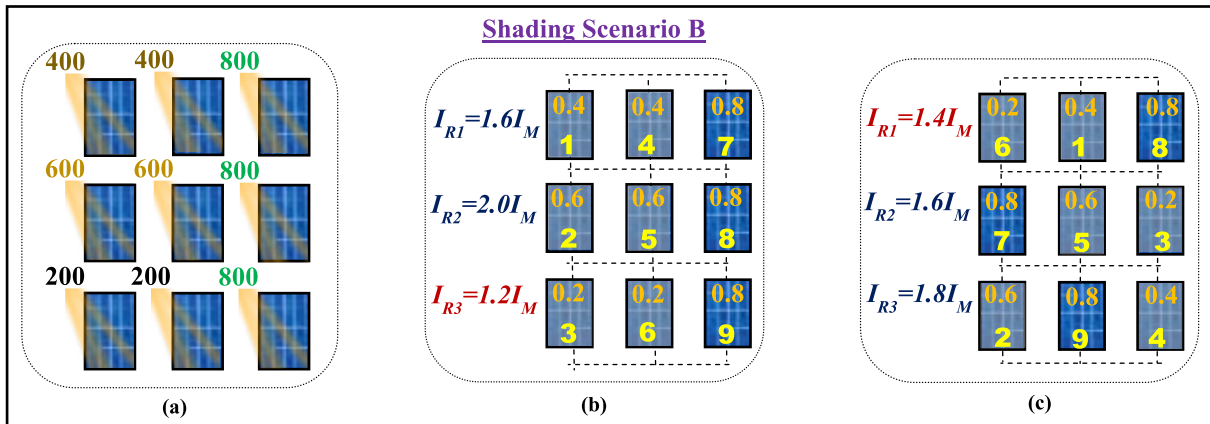 Shading Scenario B
400 400 800
600 600 800
200 200 800
(a)
I_R1=1.6I_M 0.4 0.4 0.8
1 4 7
I_R2=2.0I_M 0.6 0.6 0.8
2 5 8
I_R3=1.2I_M 0.2 0.2 0.8
3 6 9
(b)
I_R1=1.4I_M 0.2 0.4 0.8
6 1 8
I_R2=1.6I_M 0.8 0.6 0.2
7 5 3
I_R3=1.8I_M 0.6 0.8 0.4
2 9 4
(c)